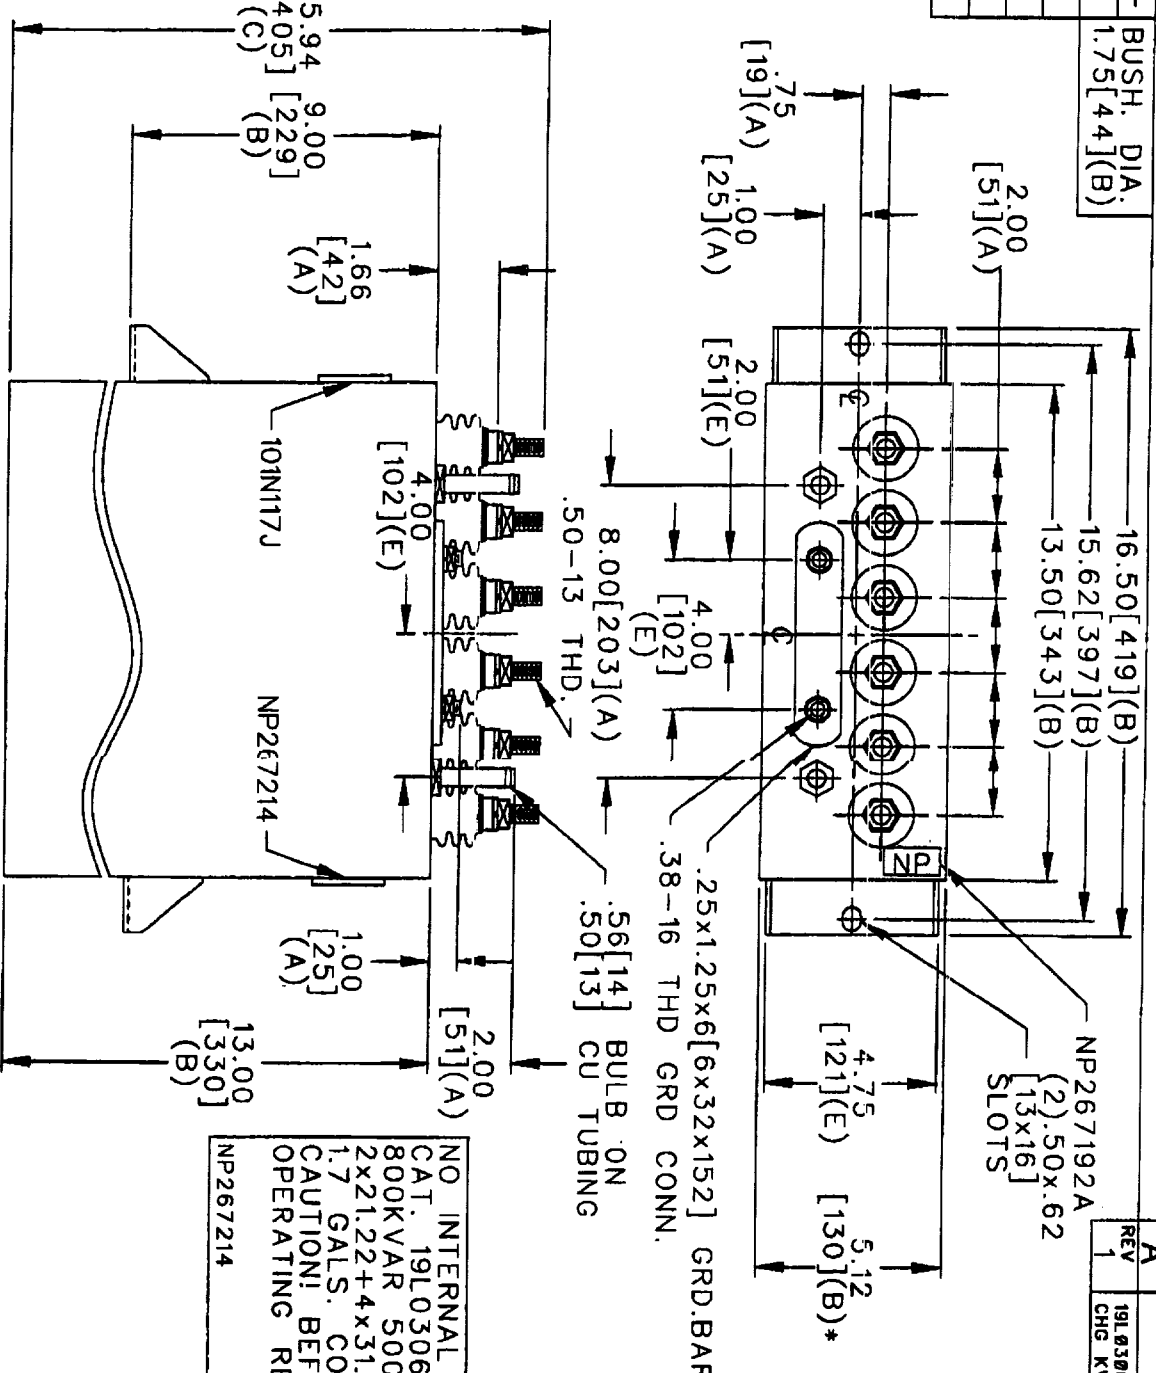 BUSH. DIA.
1.75[44](B)
A
REV
1
2.00
[51](A)
.75
[19](A)
1.00
[25](A)
2.00
[51](E)
16.50[419](B)
15.62[397](B)
13.50[343](B)
NP
NP267192A
(2).50x.62
[13x16]
SLOTS
4.75
[121](E)
5.12
[130](B)*
4.00
[102]
(E)
8.00[203](A)
.50-13 THD.
.25x1.25x6[6x32x152] GRD.BAR
.38-16 THD GRD CONN.
.56[14] BULB ON
.50[13] CU TUBING
5.94
405]
(C)
9.00
[229]
(B)
1.66
[42]
(A)
101N117J
4.00
[102](E)
NP267214
1.00
[25]
(A)
2.00
[51](A)
13.00
[330]
(B)
NO INTERNAL
CAT. 19L0306
800KVAR 500
2x21.22+4x31.
1.7 GALS. CO
CAUTION! BEF
OPERATING RE
NP267214